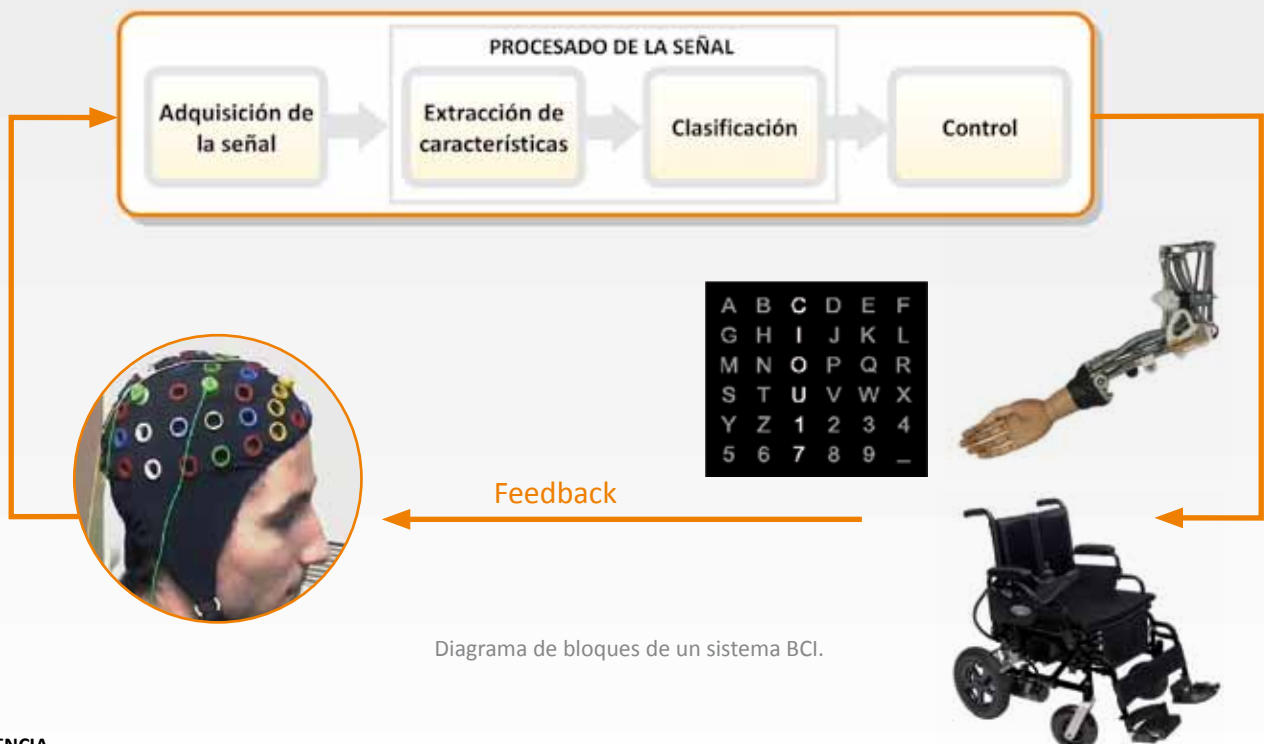 PROCESADO DE LA SEÑAL
Adquisición de
la señal
Extracción de
características
Clasificación
Control
A B C D E F
G H I J K L
M N O P Q R
S T U V W X
Y Z 1 2 3 4
5 6 7 8 9 _
Feedback
Diagrama de bloques de un sistema BCI.
ENCIA